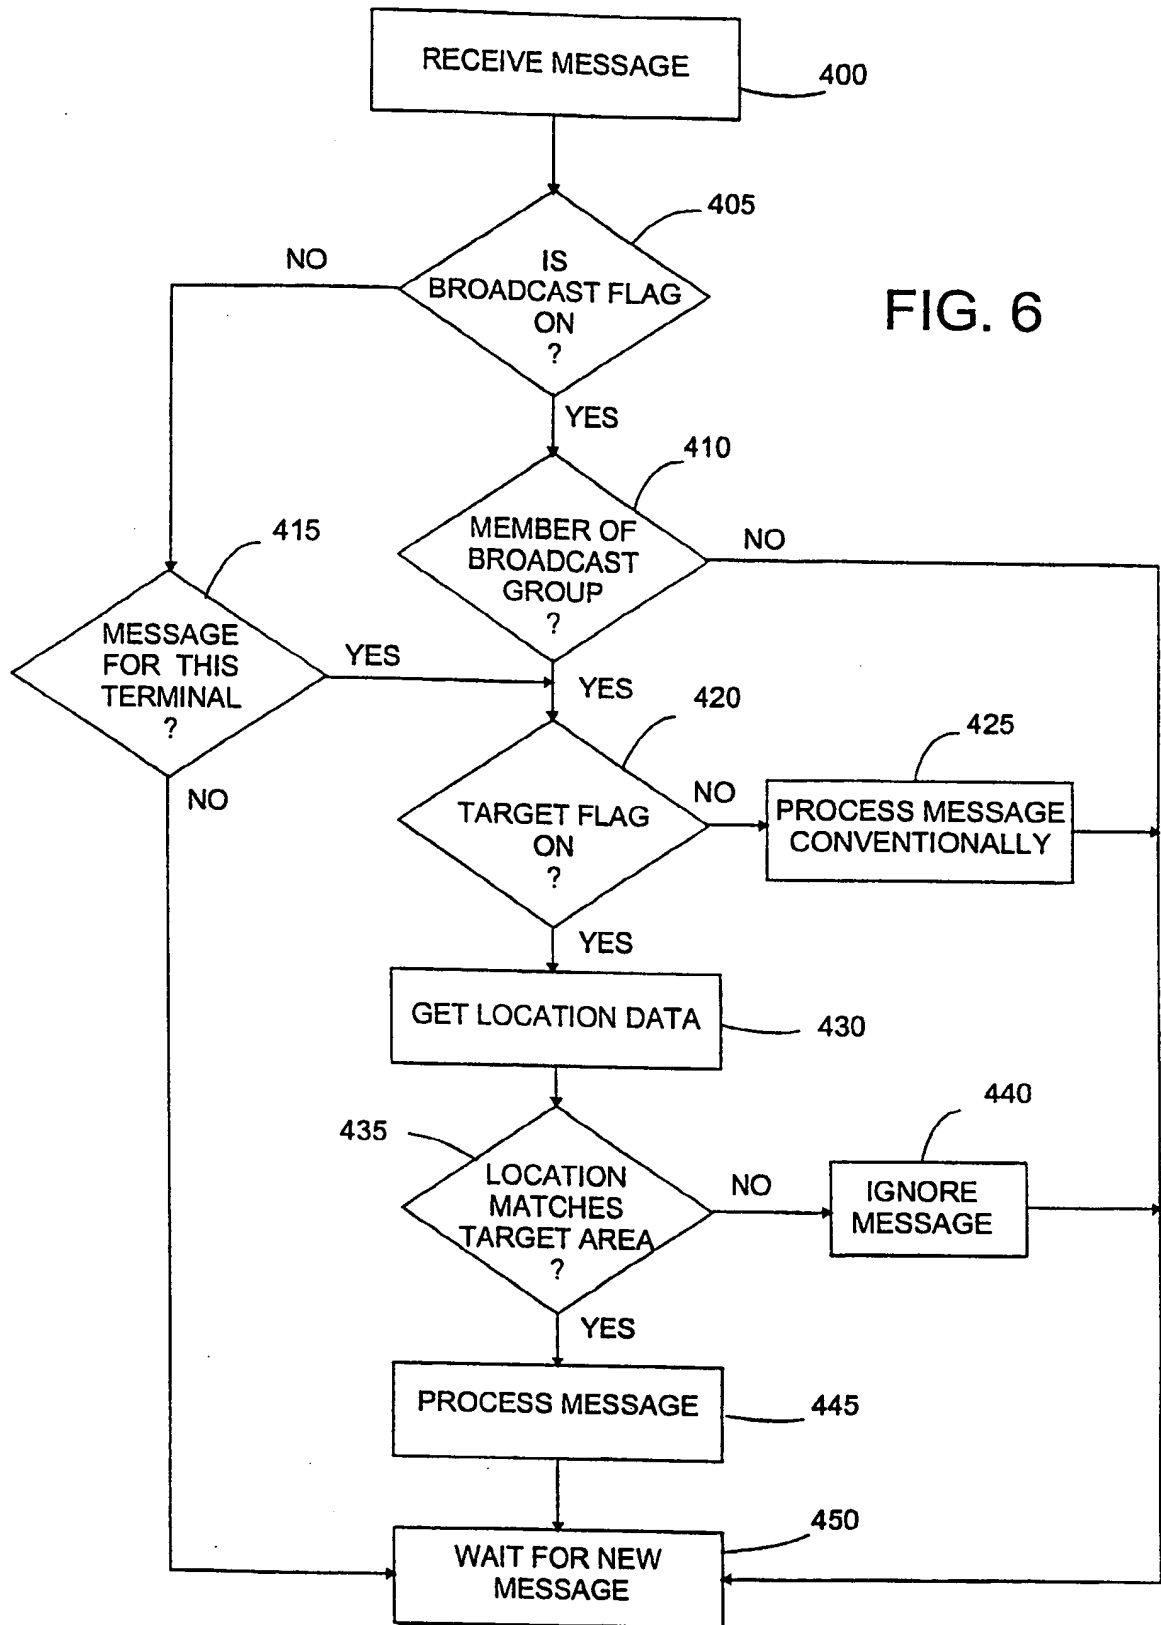 RECEIVE MESSAGE
400
405
NO
IS
BROADCAST FLAG
ON
?
FIG. 6
YES
410
415
MEMBER OF
BROADCAST
GROUP
?
NO
MESSAGE
FOR THIS
TERMINAL
?
YES
YES
420
425
NO
TARGET FLAG
ON
?
NO
PROCESS MESSAGE
CONVENTIONALLY
YES
GET LOCATION DATA
430
435
440
LOCATION
MATCHES
TARGET AREA
?
NO
IGNORE
MESSAGE
YES
PROCESS MESSAGE
445
450
WAIT FOR NEW
MESSAGE